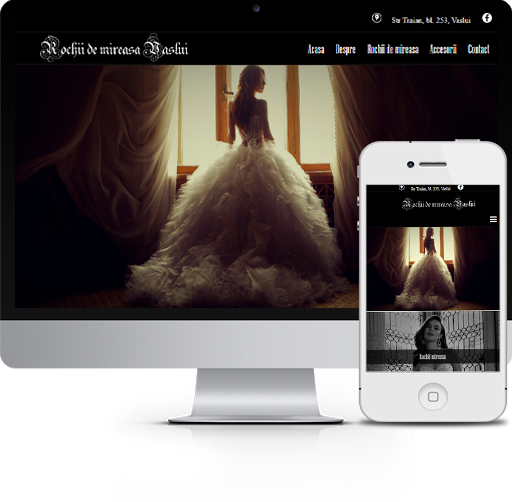 Str Traian, bl. 253, Vaslui
Rochii de mireasa Vaslui
Acasa Despre Rochii de mireasa Accesorii Contact
Str Traian, bl. 253, Vaslui
Rochii de mireasa Vaslui
Rochii mireasa